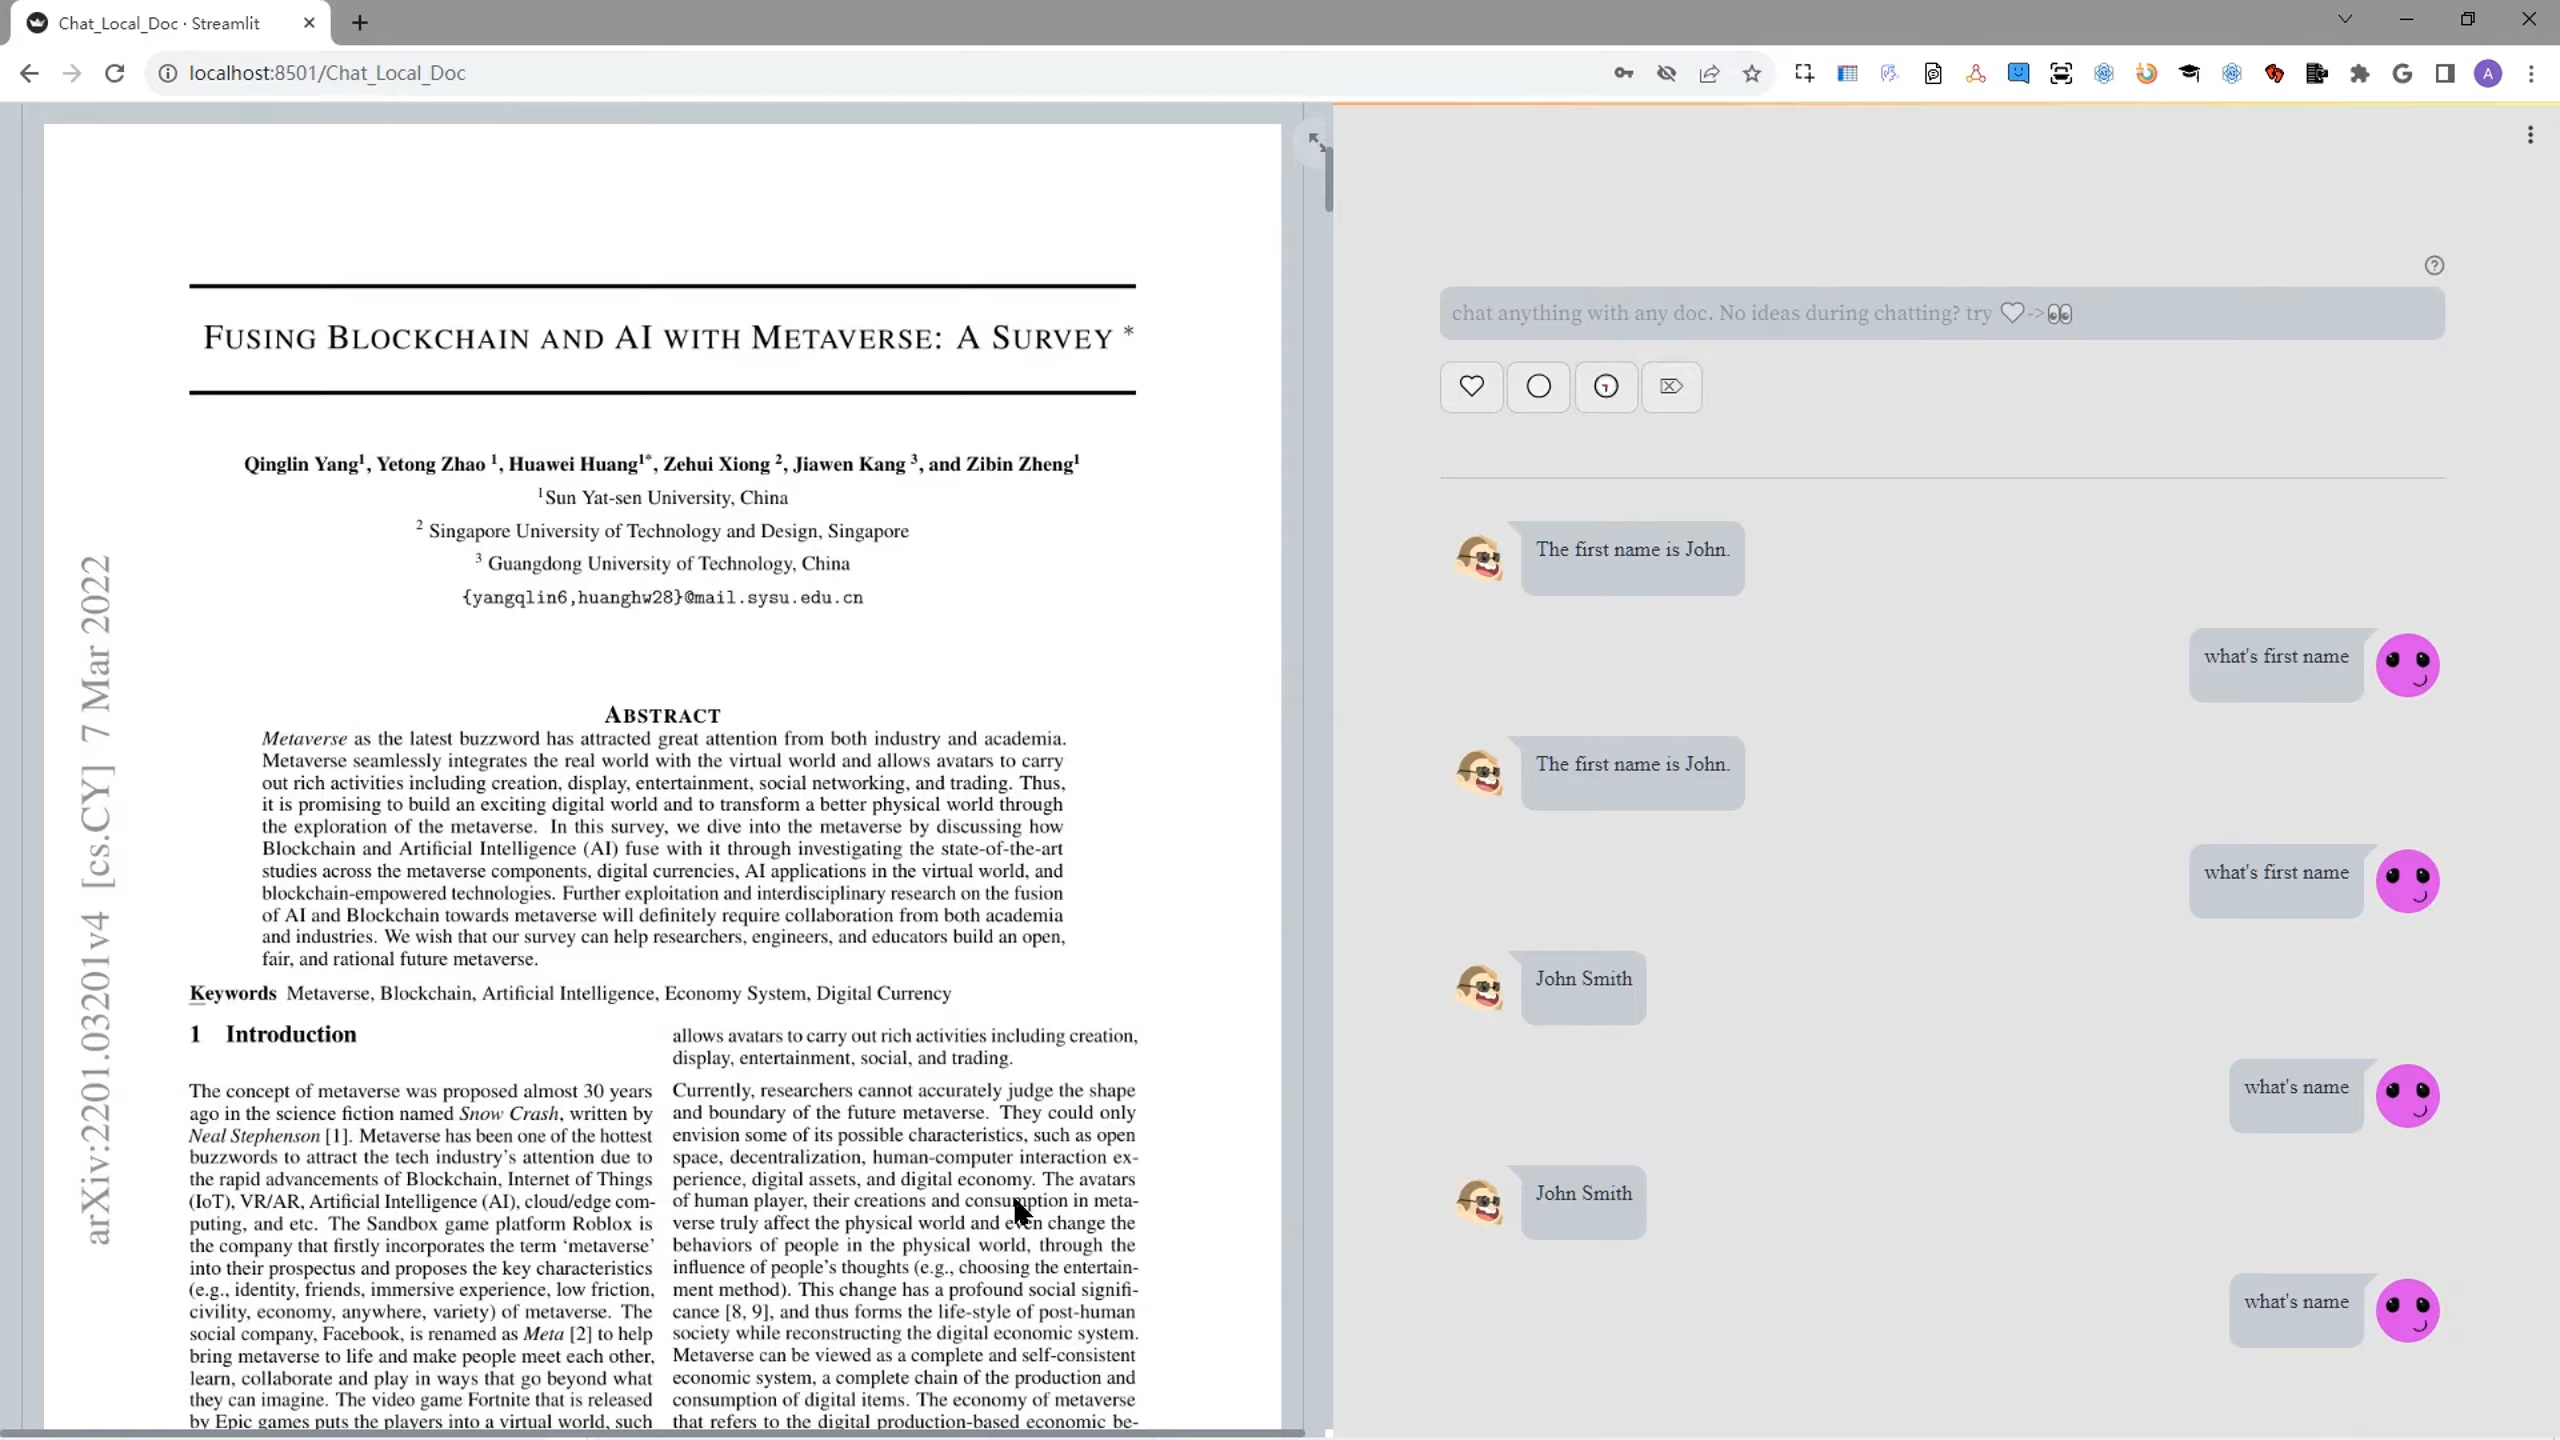 Chat_Local_Doc · Streamlit
localhost:8501/Chat_Local_Doc
A
FUSING BLOCKCHAIN AND AI WITH METAVERSE: A SURVEY *
Qinglin Yang1, Yetong Zhao 1, Huawei Huang1*, Zehui Xiong 2, Jiawen Kang 3, and Zibin Zheng1
1Sun Yat-sen University, China
2 Singapore University of Technology and Design, Singapore
3 Guangdong University of Technology, China
{yangqlin6,huanghw28}@mail.sysu.edu.cn
arXiv:2201.03201v4 [cs.CY] 7 Mar 2022
ABSTRACT
Metaverse as the latest buzzword has attracted great attention from both industry and academia.
Metaverse seamlessly integrates the real world with the virtual world and allows avatars to carry
out rich activities including creation, display, entertainment, social networking, and trading. Thus,
it is promising to build an exciting digital world and to transform a better physical world through
the exploration of the metaverse. In this survey, we dive into the metaverse by discussing how
Blockchain and Artificial Intelligence (AI) fuse with it through investigating the state-of-the-art
studies across the metaverse components, digital currencies, AI applications in the virtual world, and
blockchain-empowered technologies. Further exploitation and interdisciplinary research on the fusion
of AI and Blockchain towards metaverse will definitely require collaboration from both academia
and industries. We wish that our survey can help researchers, engineers, and educators build an open,
fair, and rational future metaverse.
Keywords Metaverse, Blockchain, Artificial Intelligence, Economy System, Digital Currency
1 Introduction
The concept of metaverse was proposed almost 30 years
ago in the science fiction named Snow Crash, written by
Neal Stephenson [1]. Metaverse has been one of the hottest
buzzwords to attract the tech industry's attention due to
the rapid advancements of Blockchain, Internet of Things
(IoT), VR/AR, Artificial Intelligence (AI), cloud/edge com-
puting, and etc. The Sandbox game platform Roblox is
the company that firstly incorporates the term 'metaverse'
into their prospectus and proposes the key characteristics
(e.g., identity, friends, immersive experience, low friction,
civility, economy, anywhere, variety) of metaverse. The
social company, Facebook, is renamed as Meta [2] to help
bring metaverse to life and make people meet each other,
learn, collaborate and play in ways that go beyond what
they can imagine. The video game Fortnite that is released
by Epic games puts the players into a virtual world, such
allows avatars to carry out rich activities including creation,
display, entertainment, social, and trading.
Currently, researchers cannot accurately judge the shape
and boundary of the future metaverse. They could only
envision some of its possible characteristics, such as open
space, decentralization, human-computer interaction ex-
perience, digital assets, and digital economy. The avatars
of human player, their creations and consumption in meta-
verse truly affect the physical world and even change the
behaviors of people in the physical world, through the
influence of people's thoughts (e.g., choosing the entertain-
ment method). This change has a profound social signifi-
cance [8, 9], and thus forms the life-style of post-human
society while reconstructing the digital economic system.
Metaverse can be viewed as a complete and self-consistent
economic system, a complete chain of the production and
consumption of digital items. The economy of metaverse
that refers to the digital production-based economic be-
chat anything with any doc. No ideas during chatting? try ♡->👀
The first name is John.
what's first name
The first name is John.
what's first name
John Smith
what's name
John Smith
what's name